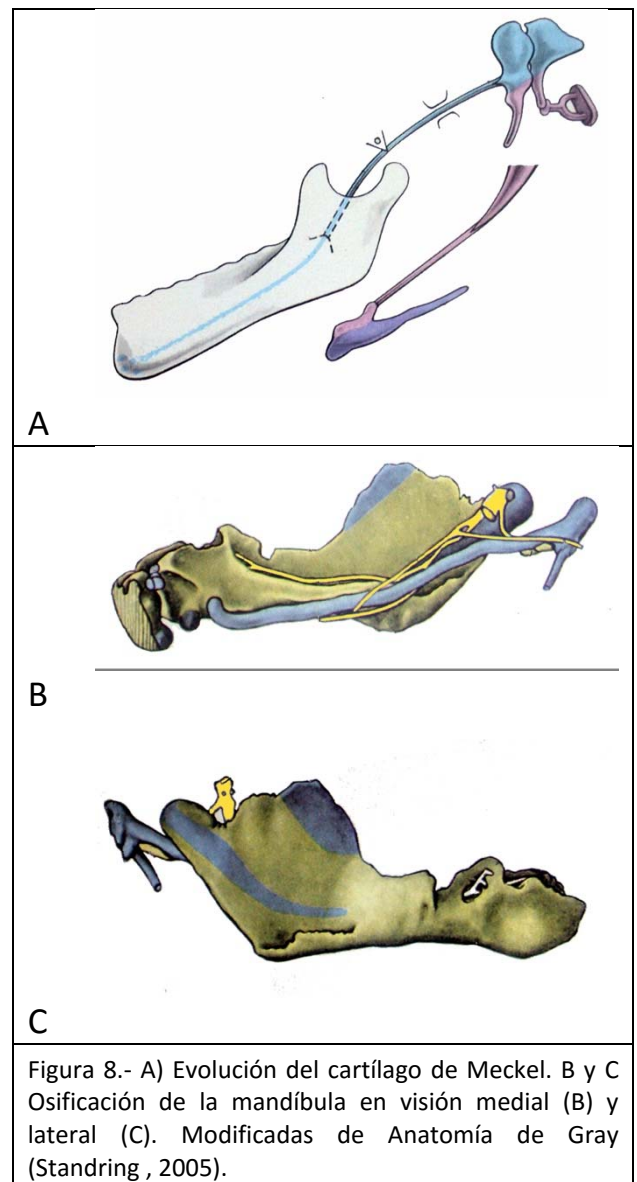 A
B
C
Figura 8.- A) Evolución del cartílago de Meckel. B y C
Osificación de la mandíbula en visión medial (B) y
lateral (C). Modificadas de Anatomía de Gray
(Standring , 2005).